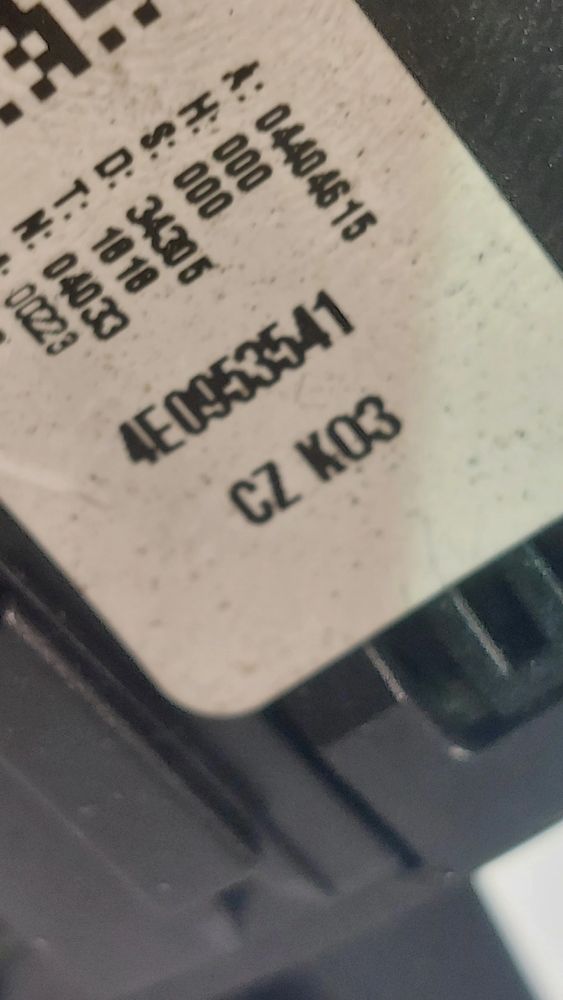 A.: 04404615
H.: 000
S.: 000
D.: 34305
T.: 1818
N.: 04033
00223
4E0953541
CZ K03